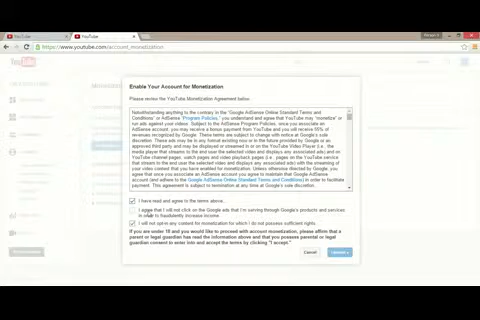 YouTube
YouTube
https://www.youtube.com/account_monetization
Enable Your Account for Monetization
Please review the YouTube Monetization Agreement below.
Notwithstanding anything to the contrary in the "Google AdSense Online Standard Terms and
Conditions" or AdSense "Program Policies," you understand and agree that YouTube may "monetize" or
run ads against your videos. Subject to the AdSense Program Policies, once you associate an
AdSense account, you may receive a bonus payment from YouTube and you will receive 55% of
revenues recognized by Google. These terms are subject to change with notice at Google's sole
discretion. These ads may be in any format existing now or in the future provided by Google or an
approved third party and may be displayed or streamed in or on the YouTube Video Player (i.e., the
media player that streams to the end user the selected video and displays any associated ads) and on
YouTube channel pages, watch pages and video playback pages (i.e. pages on the YouTube service
that stream to the end user the selected video and displays any associated ads) with the streaming of
your video content that you have enabled for monetization. Unless otherwise directed by Google, you
agree that once you associate an AdSense account you agree to maintain that Google AdSense
account (and adhere to the Google AdSense Online Standard Terms and Conditions) in order to facilitate
payment. This agreement is subject to termination at any time at Google's sole discretion.
I have read and agree to the terms above.
I agree that I will not click on the Google ads that I'm serving through Google's products and services
in order to fraudulently increase income.
I will not opt-in any content for monetization for which I do not possess sufficient rights.
If you are under 18 and you would like to proceed with account monetization, please affirm that a
parent or legal guardian has read the information above and that you possess parental or legal
guardian consent to enter into and accept the terms by clicking "I accept."
Cancel
I accept »